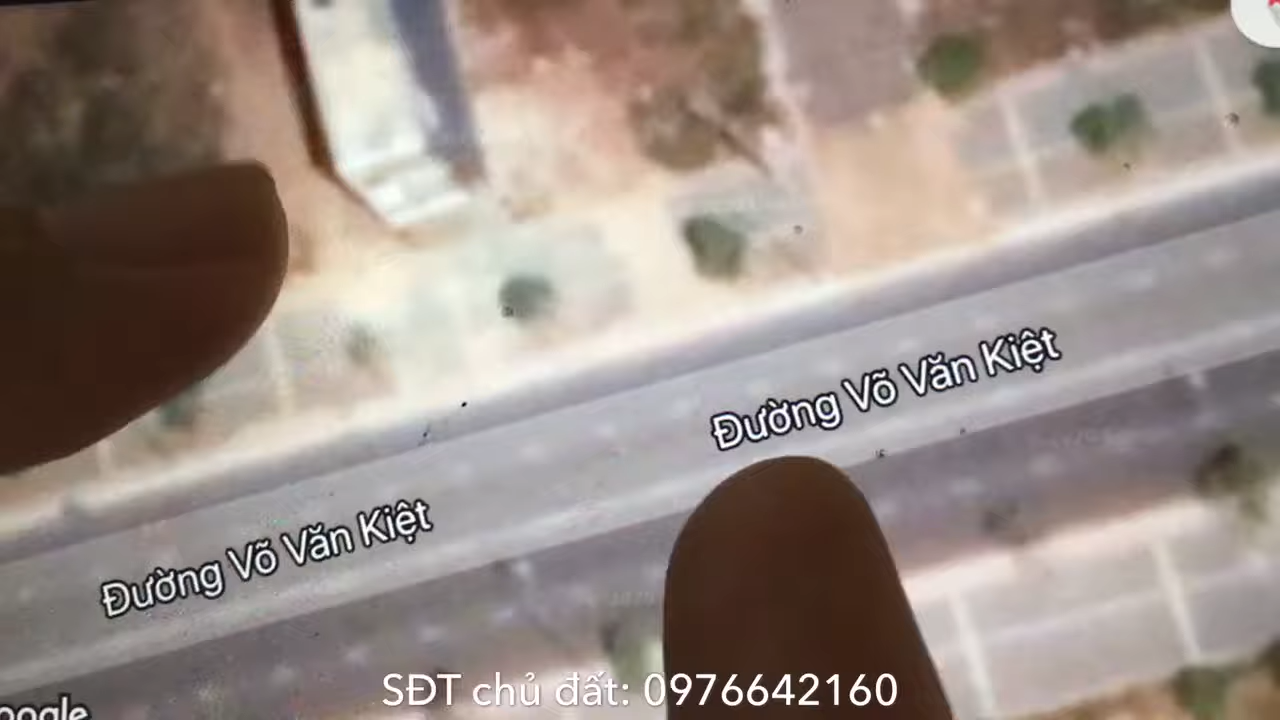 Đường Võ Văn Kiệt
Đường Võ Văn Kiệt
SĐT chủ đất: 0976642160